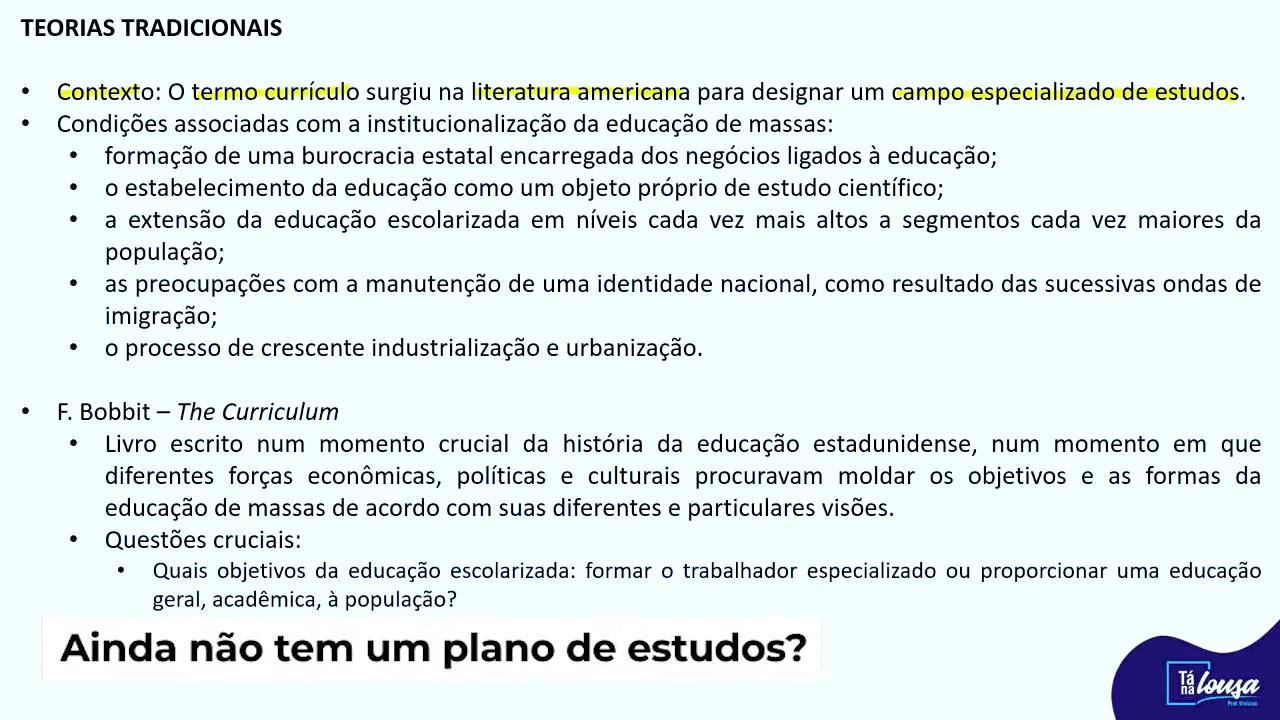 TEORIAS TRADICIONAIS
• Contexto: O termo currículo surgiu na literatura americana para designar um campo especializado de estudos.
• Condições associadas com a institucionalização da educação de massas:
• formação de uma burocracia estatal encarregada dos negócios ligados à educação;
• o estabelecimento da educação como um objeto próprio de estudo científico;
• a extensão da educação escolarizada em níveis cada vez mais altos a segmentos cada vez maiores da
população;
• as preocupações com a manutenção de uma identidade nacional, como resultado das sucessivas ondas de
imigração;
• o processo de crescente industrialização e urbanização.
• F. Bobbit – The Curriculum
• Livro escrito num momento crucial da história da educação estadunidense, num momento em que
diferentes forças econômicas, políticas e culturais procuravam moldar os objetivos e as formas da
educação de massas de acordo com suas diferentes e particulares visões.
• Questões cruciais:
• Quais objetivos da educação escolarizada: formar o trabalhador especializado ou proporcionar uma educação
geral, acadêmica, à população?
Ainda não tem um plano de estudos?
Tá
na lousa
Prof. Vinicius